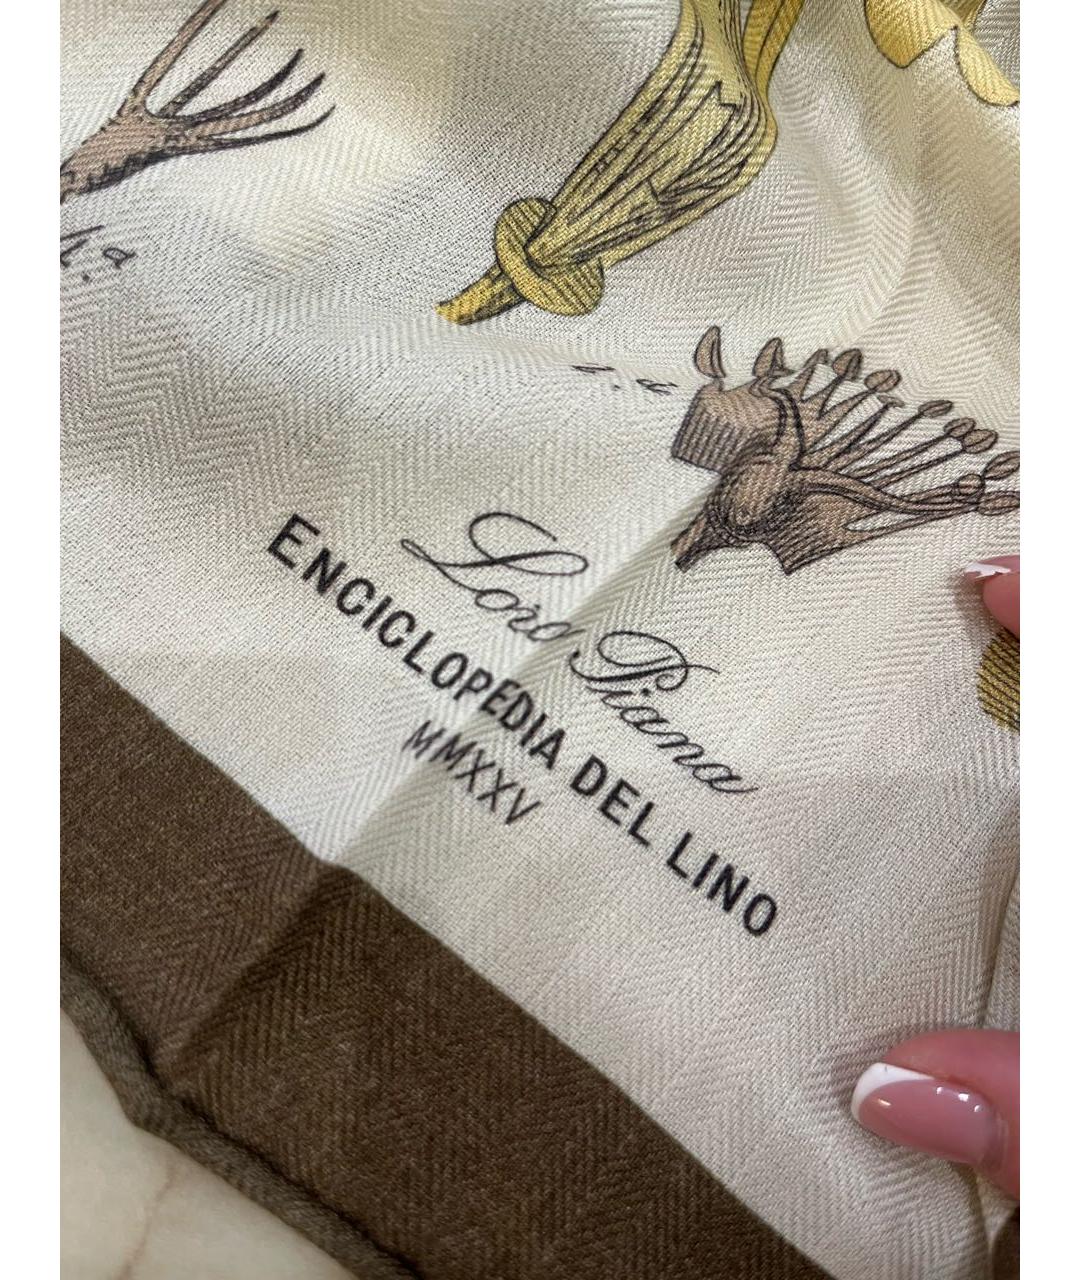 Loro Piana
ENCICLOPEDIA DEL LINO
MMXXV